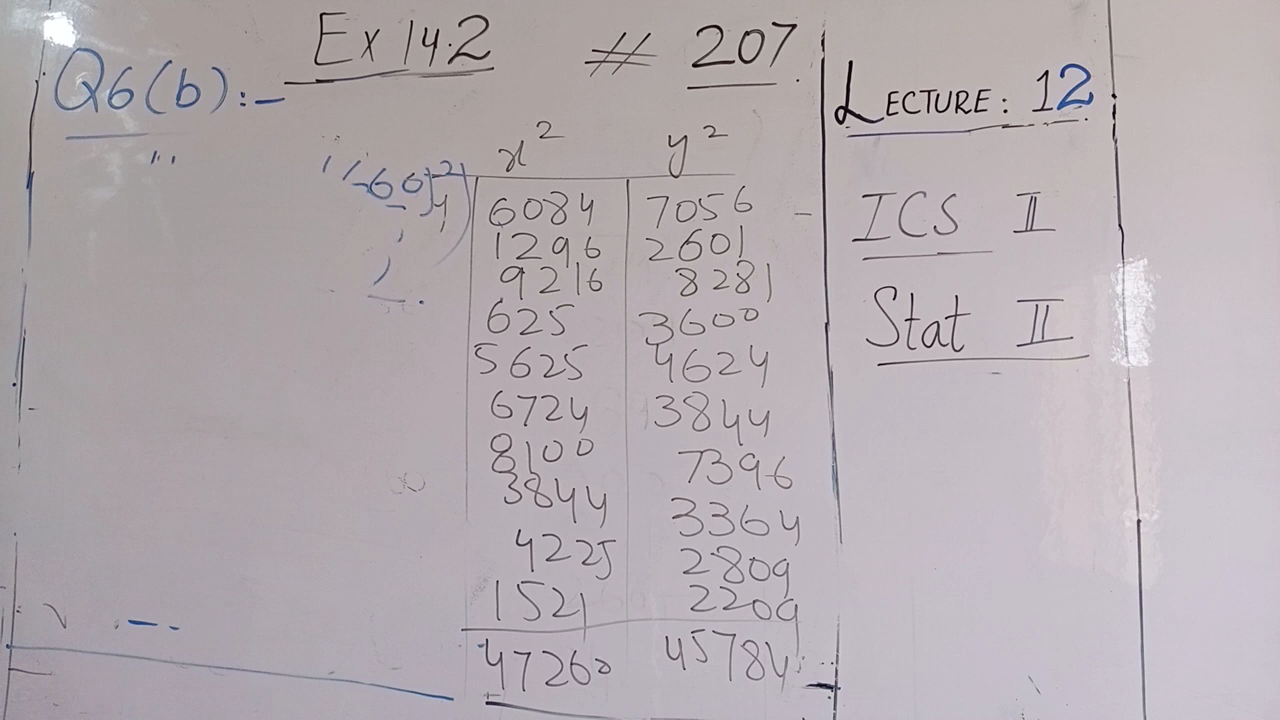 Ex 14.2 # 207
Q6(b):-
LECTURE: 12
ICS II
Stat II
x² y²
6084 7056
1296 2601
9216 8281
625 3600
5625 4624
6724 3844
8100 7396
3844 3364
4225 2809
1521 2209
47260 45784